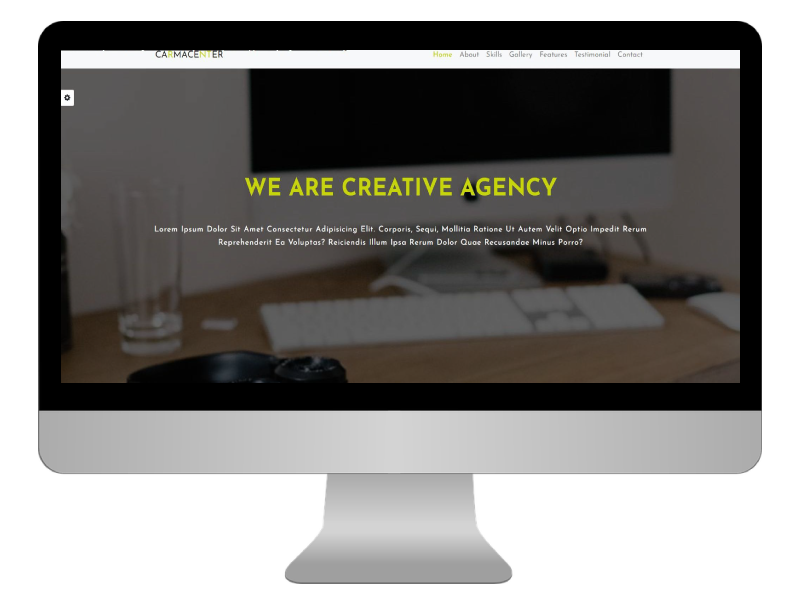 CARMACENTER
Home About Skills Gallery Features Testimonial Contact
WE ARE CREATIVE AGENCY
Lorem Ipsum Dolor Sit Amet Consectetur Adipisicing Elit. Corporis, Sequi, Mollitia Ratione Ut Autem Velit Optio Impedit Rerum
Reprehenderit Ea Voluptas? Reiciendis Illum Ipsa Rerum Dolor Quae Recusandae Minus Porro?